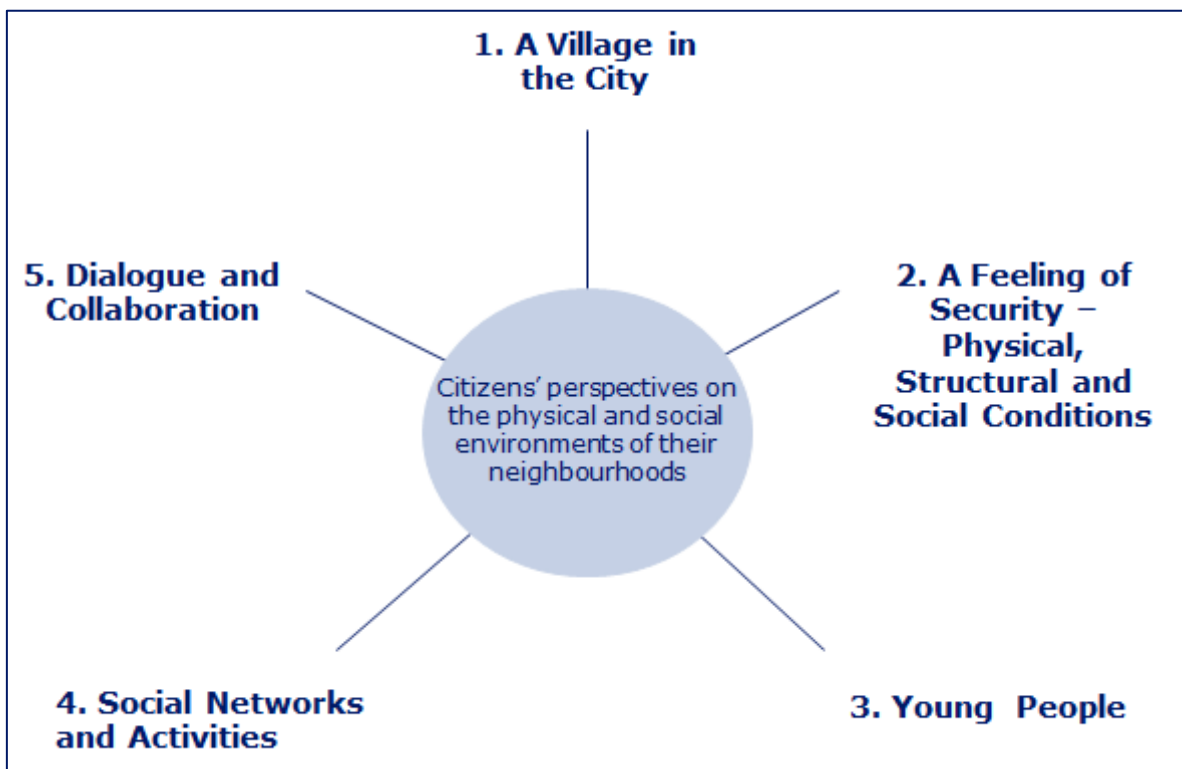 1. A Village in
the City
2. A Feeling of
Security –
Physical,
Structural and
Social Conditions
3. Young People
4. Social Networks
and Activities
5. Dialogue and
Collaboration
Citizens’ perspectives on
the physical and social
environments of their
neighbourhoods